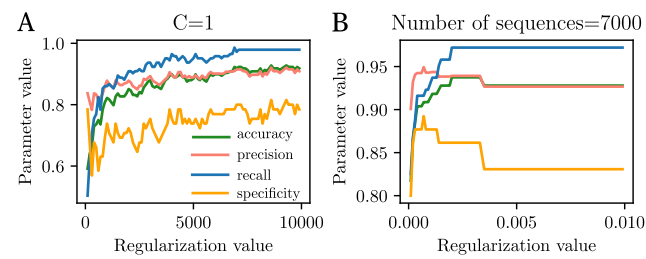 A
C=1
1.0
0.8
0.6
Parameter value
accuracy
precision
recall
specificity
0
5000
10000
Regularization value
B
Number of sequences=7000
0.95
0.90
0.85
0.80
Parameter value
0.000
0.005
0.010
Regularization value